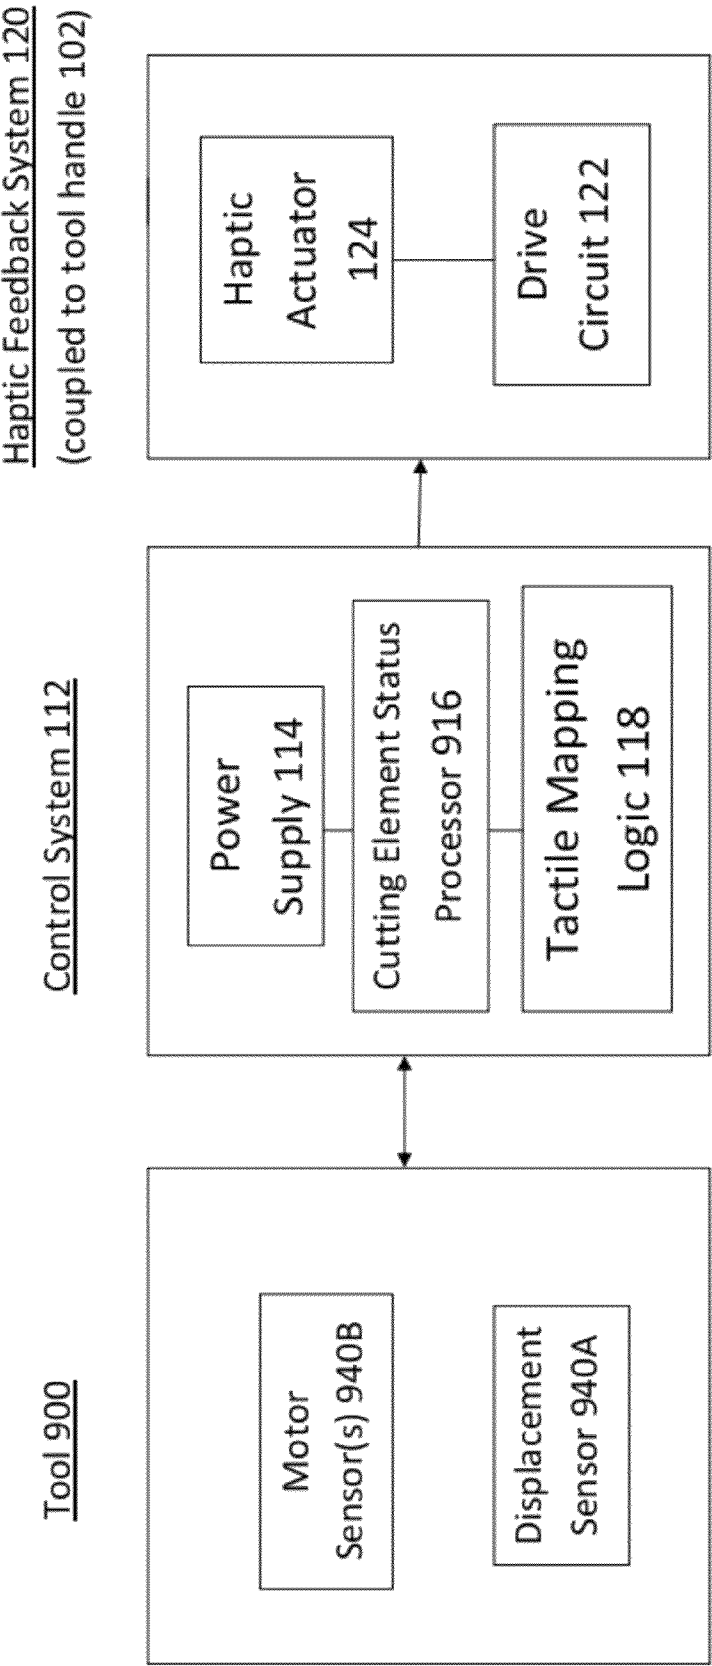 Tool 900
Motor
Sensor(s) 940B
Displacement
Sensor 940A
Control System 112
Power
Supply 114
Cutting Element Status
Processor 916
Tactile Mapping
Logic 118
Haptic Feedback System 120
(coupled to tool handle 102)
Haptic
Actuator
124
Drive
Circuit 122